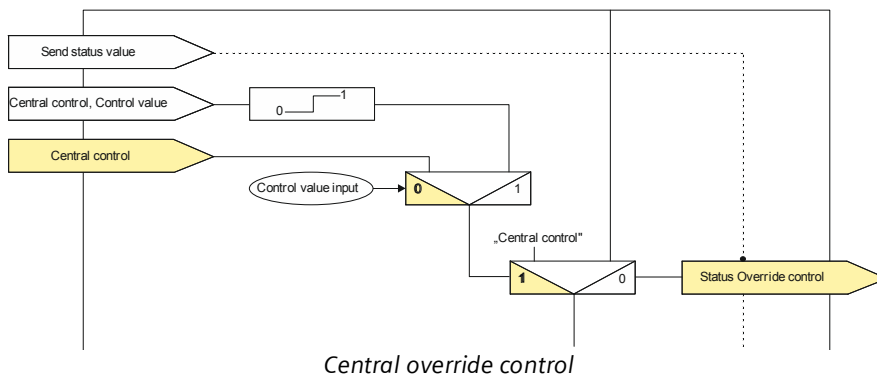 Send status value
Central control, Control value
0 1
Central control
Control value input
0 1
„Central control"
1 0
Status Override control
Central override control